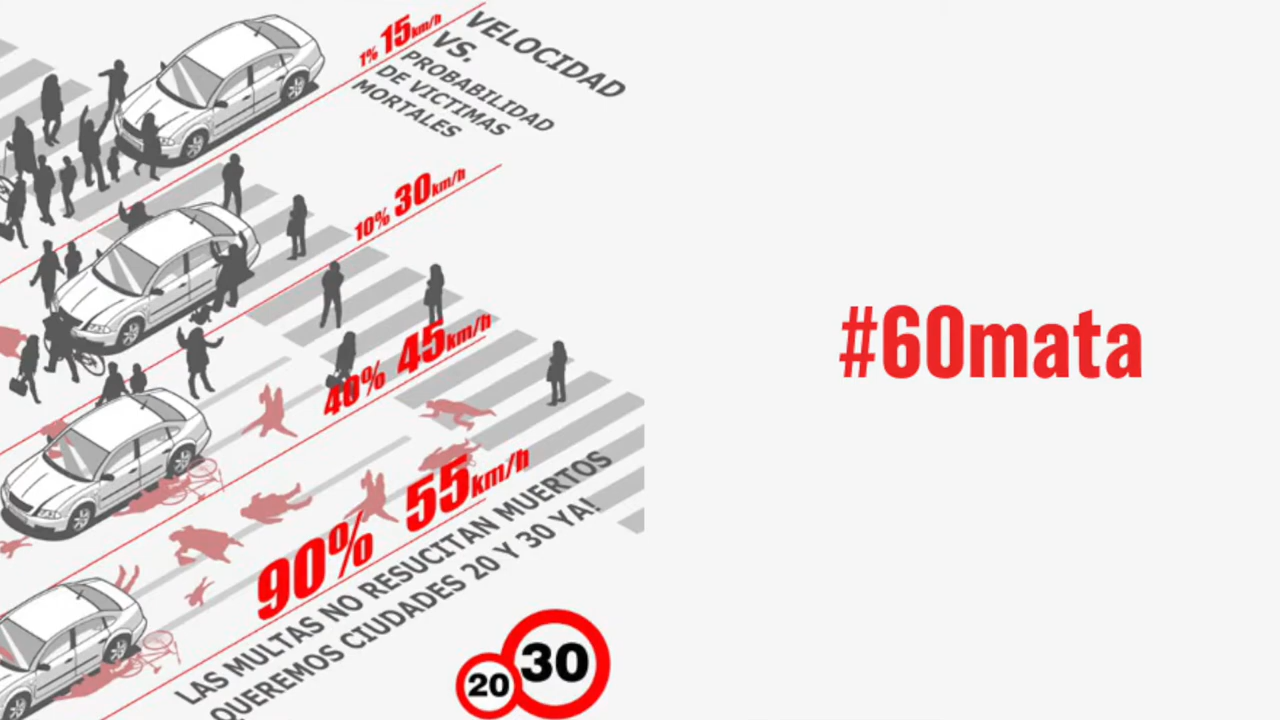 1% 15km/h
VELOCIDAD
VS.
PROBABILIDAD
DE VICTIMAS
MORTALES
10% 30km/h
40% 45km/h
90% 55km/h
LAS MULTAS NO RESUCITAN MUERTOS
QUEREMOS CIUDADES 20 Y 30 YA!
20
30
#60mata